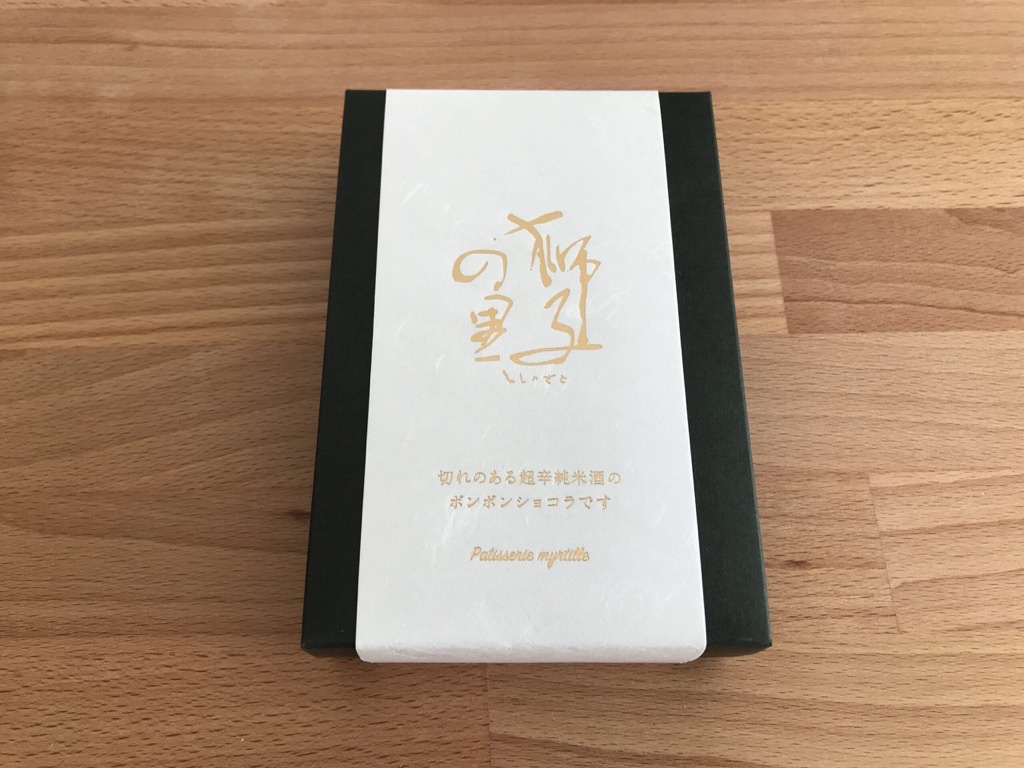 獅子
の里
ししのさと
切れのある超辛純米酒の
ボンボンショコラです
Patisserie myrtille